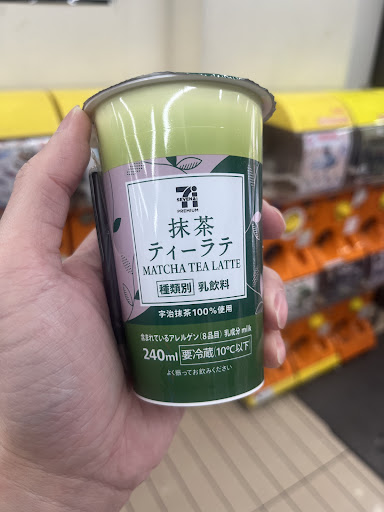 7i
SEVEN&i
PREMIUM
抹茶
ティーラテ
MATCHA TEA LATTE
種類別 乳飲料
宇治抹茶100%使用
含まれているアレルゲン(8品目) 乳成分 milk
240ml 要冷蔵 10℃以下
よく振ってお飲みください